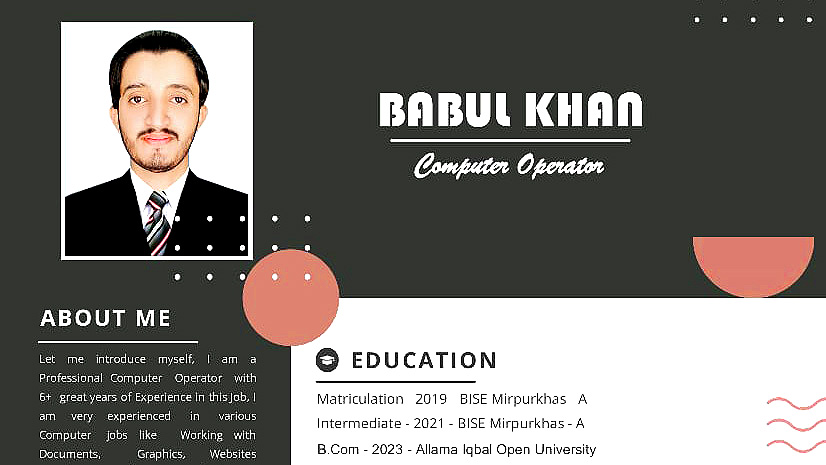 BABUL KHAN
Computer Operator
ABOUT ME
Let me introduce myself, I am a
Professional Computer Operator with
6+ great years of Experience in this Job, I
am very experienced in various
Computer jobs like Working with
Documents, Graphics, Websites
EDUCATION
Matriculation 2019 BISE Mirpurkhas A
Intermediate - 2021 - BISE Mirpurkhas - A
B.Com - 2023 - Allama Iqbal Open University